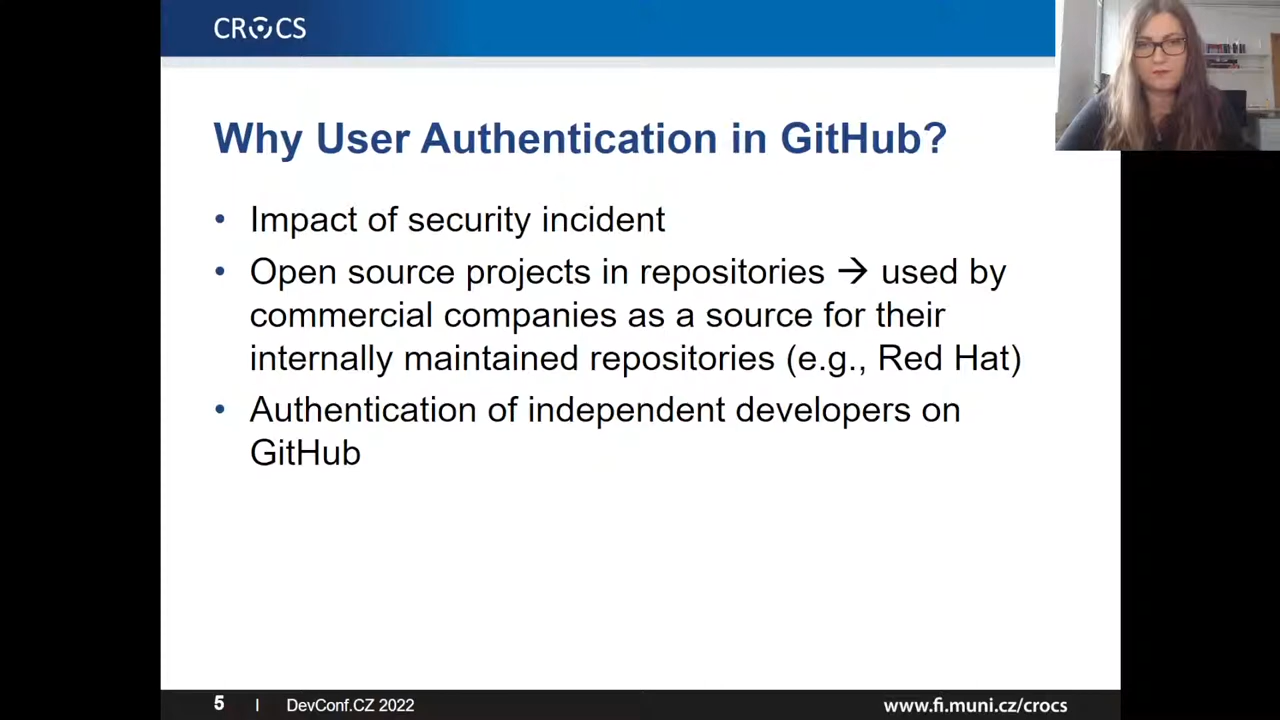 CROCS
Why User Authentication in GitHub?
• Impact of security incident
• Open source projects in repositories → used by
commercial companies as a source for their
internally maintained repositories (e.g., Red Hat)
• Authentication of independent developers on
GitHub
5 | DevConf.CZ 2022
www.fi.muni.cz/crocs